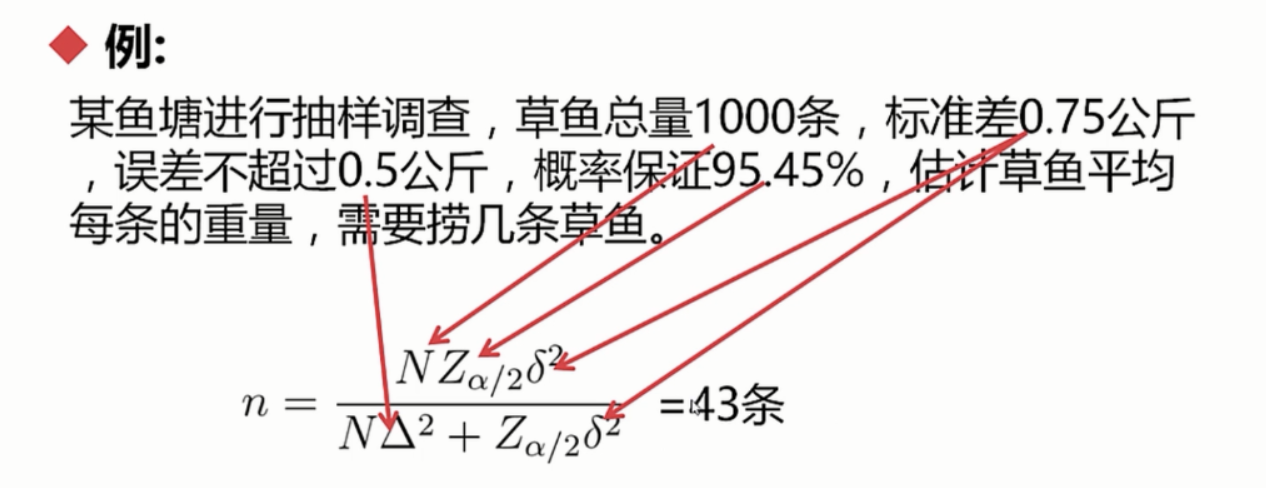 例:
某鱼塘进行抽样调查，草鱼总量1000条，标准差0.75公斤
，误差不超过0.5公斤，概率保证95.45%，估计草鱼平均
每条的重量，需要捞几条草鱼。
n = \frac{N Z_{\alpha/2} \delta^2}{N \Delta^2 + Z_{\alpha/2} \delta^2} =43条